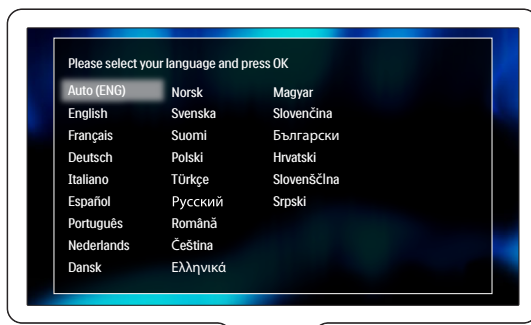 Please select your language and press OK
Auto (ENG)
English
Français
Deutsch
Italiano
Español
Português
Nederlands
Dansk
Norsk
Svenska
Suomi
Polski
Türkçe
Русский
Română
Čeština
Ελληνικά
Magyar
Slovenčina
Български
Hrvatski
SlovenščIna
Srpski